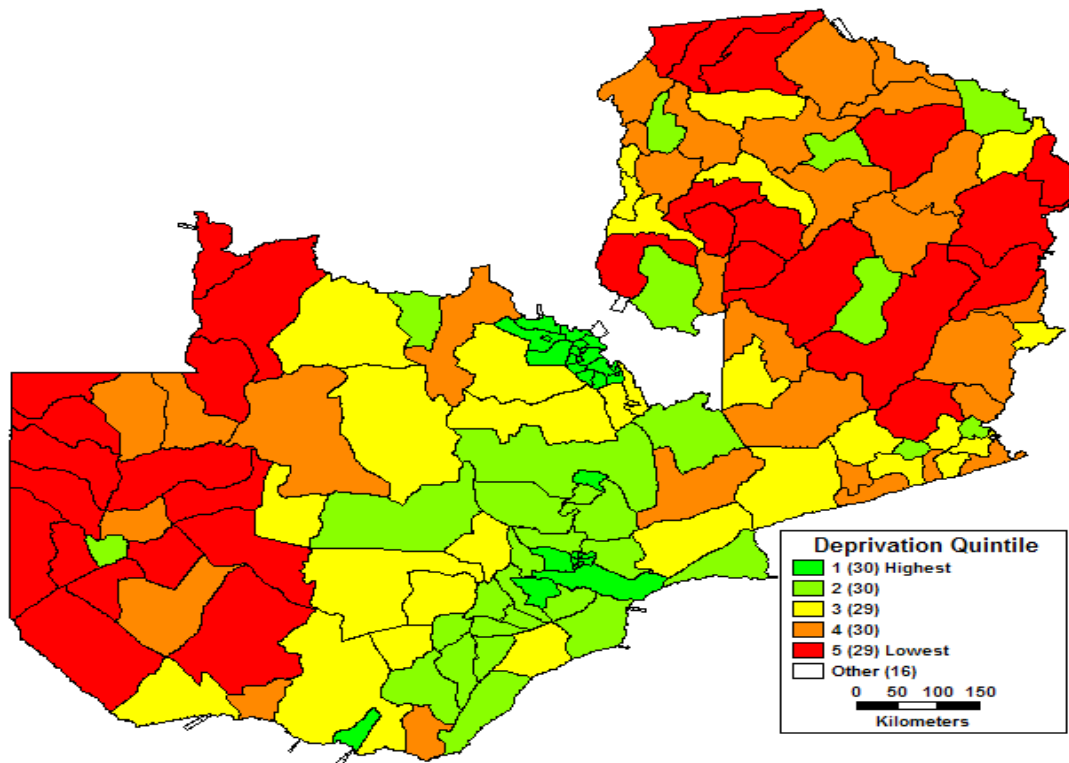 Deprivation Quintile
1 (30) Highest
2 (30)
3 (29)
4 (30)
5 (29) Lowest
Other (16)
0 50 100 150
Kilometers